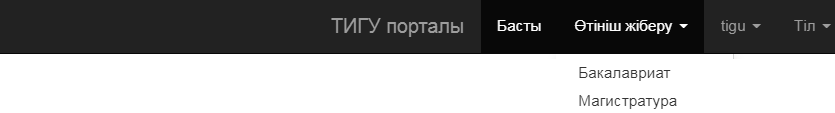 ТИГУ порталы Басты Өтініш жіберу tigu Тіл
Бакалавриат
Магистратура